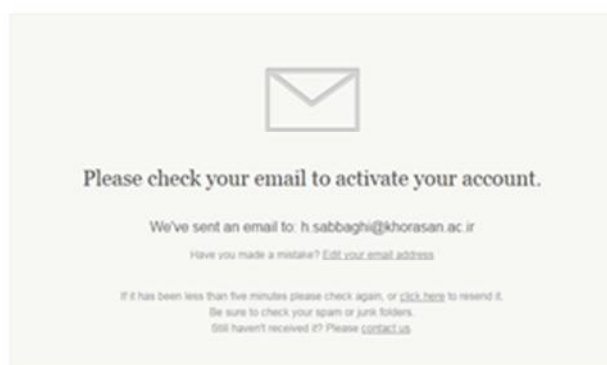 Please check your email to activate your account.
We've sent an email to: h.sabbaghi@khorasan.ac.ir
Have you made a mistake? Edit your email address
If it has been less than five minutes please check again, or click here to resend it.
Be sure to check your spam or junk folders.
Still haven't received it? Please contact us